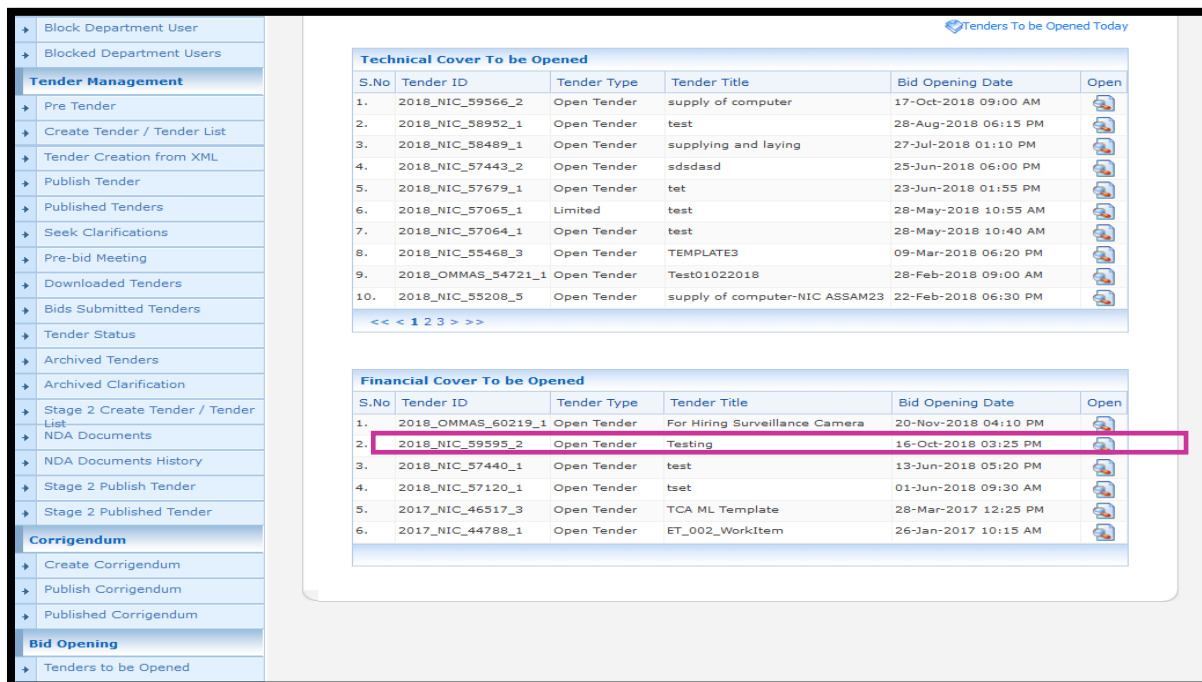 Block Department User
Blocked Department Users
Tender Management
Pre Tender
Create Tender / Tender List
Tender Creation from XML
Publish Tender
Published Tenders
Seek Clarifications
Pre-bid Meeting
Downloaded Tenders
Bids Submitted Tenders
Tender Status
Archived Tenders
Archived Clarification
Stage 2 Create Tender / Tender
List
NDA Documents
NDA Documents History
Stage 2 Publish Tender
Stage 2 Published Tender
Corrigendum
Create Corrigendum
Publish Corrigendum
Published Corrigendum
Bid Opening
Tenders to be Opened
Tenders To be Opened Today
Technical Cover To be Opened
S.No Tender ID Tender Type Tender Title Bid Opening Date Open
1. 2018_NIC_59566_2 Open Tender supply of computer 17-Oct-2018 09:00 AM
2. 2018_NIC_58952_1 Open Tender test 28-Aug-2018 06:15 PM
3. 2018_NIC_58489_1 Open Tender supplying and laying 27-Jul-2018 01:10 PM
4. 2018_NIC_57443_2 Open Tender sdsdasd 25-Jun-2018 06:00 PM
5. 2018_NIC_57679_1 Open Tender tet 23-Jun-2018 01:55 PM
6. 2018_NIC_57065_1 Limited test 28-May-2018 10:55 AM
7. 2018_NIC_57064_1 Open Tender test 28-May-2018 10:40 AM
8. 2018_NIC_55468_3 Open Tender TEMPLATE3 09-Mar-2018 06:20 PM
9. 2018_OMMAS_54721_1 Open Tender Test01022018 28-Feb-2018 09:00 AM
10. 2018_NIC_55208_5 Open Tender supply of computer-NIC ASSAM23 22-Feb-2018 06:30 PM
<< < 1 2 3 > >>
Financial Cover To be Opened
S.No Tender ID Tender Type Tender Title Bid Opening Date Open
1. 2018_OMMAS_60219_1 Open Tender For Hiring Surveillance Camera 20-Nov-2018 04:10 PM
2. 2018_NIC_59595_2 Open Tender Testing 16-Oct-2018 03:25 PM
3. 2018_NIC_57440_1 Open Tender test 13-Jun-2018 05:20 PM
4. 2018_NIC_57120_1 Open Tender tset 01-Jun-2018 09:30 AM
5. 2017_NIC_46517_3 Open Tender TCA ML Template 28-Mar-2017 12:25 PM
6. 2017_NIC_44788_1 Open Tender ET_002_WorkItem 26-Jan-2017 10:15 AM